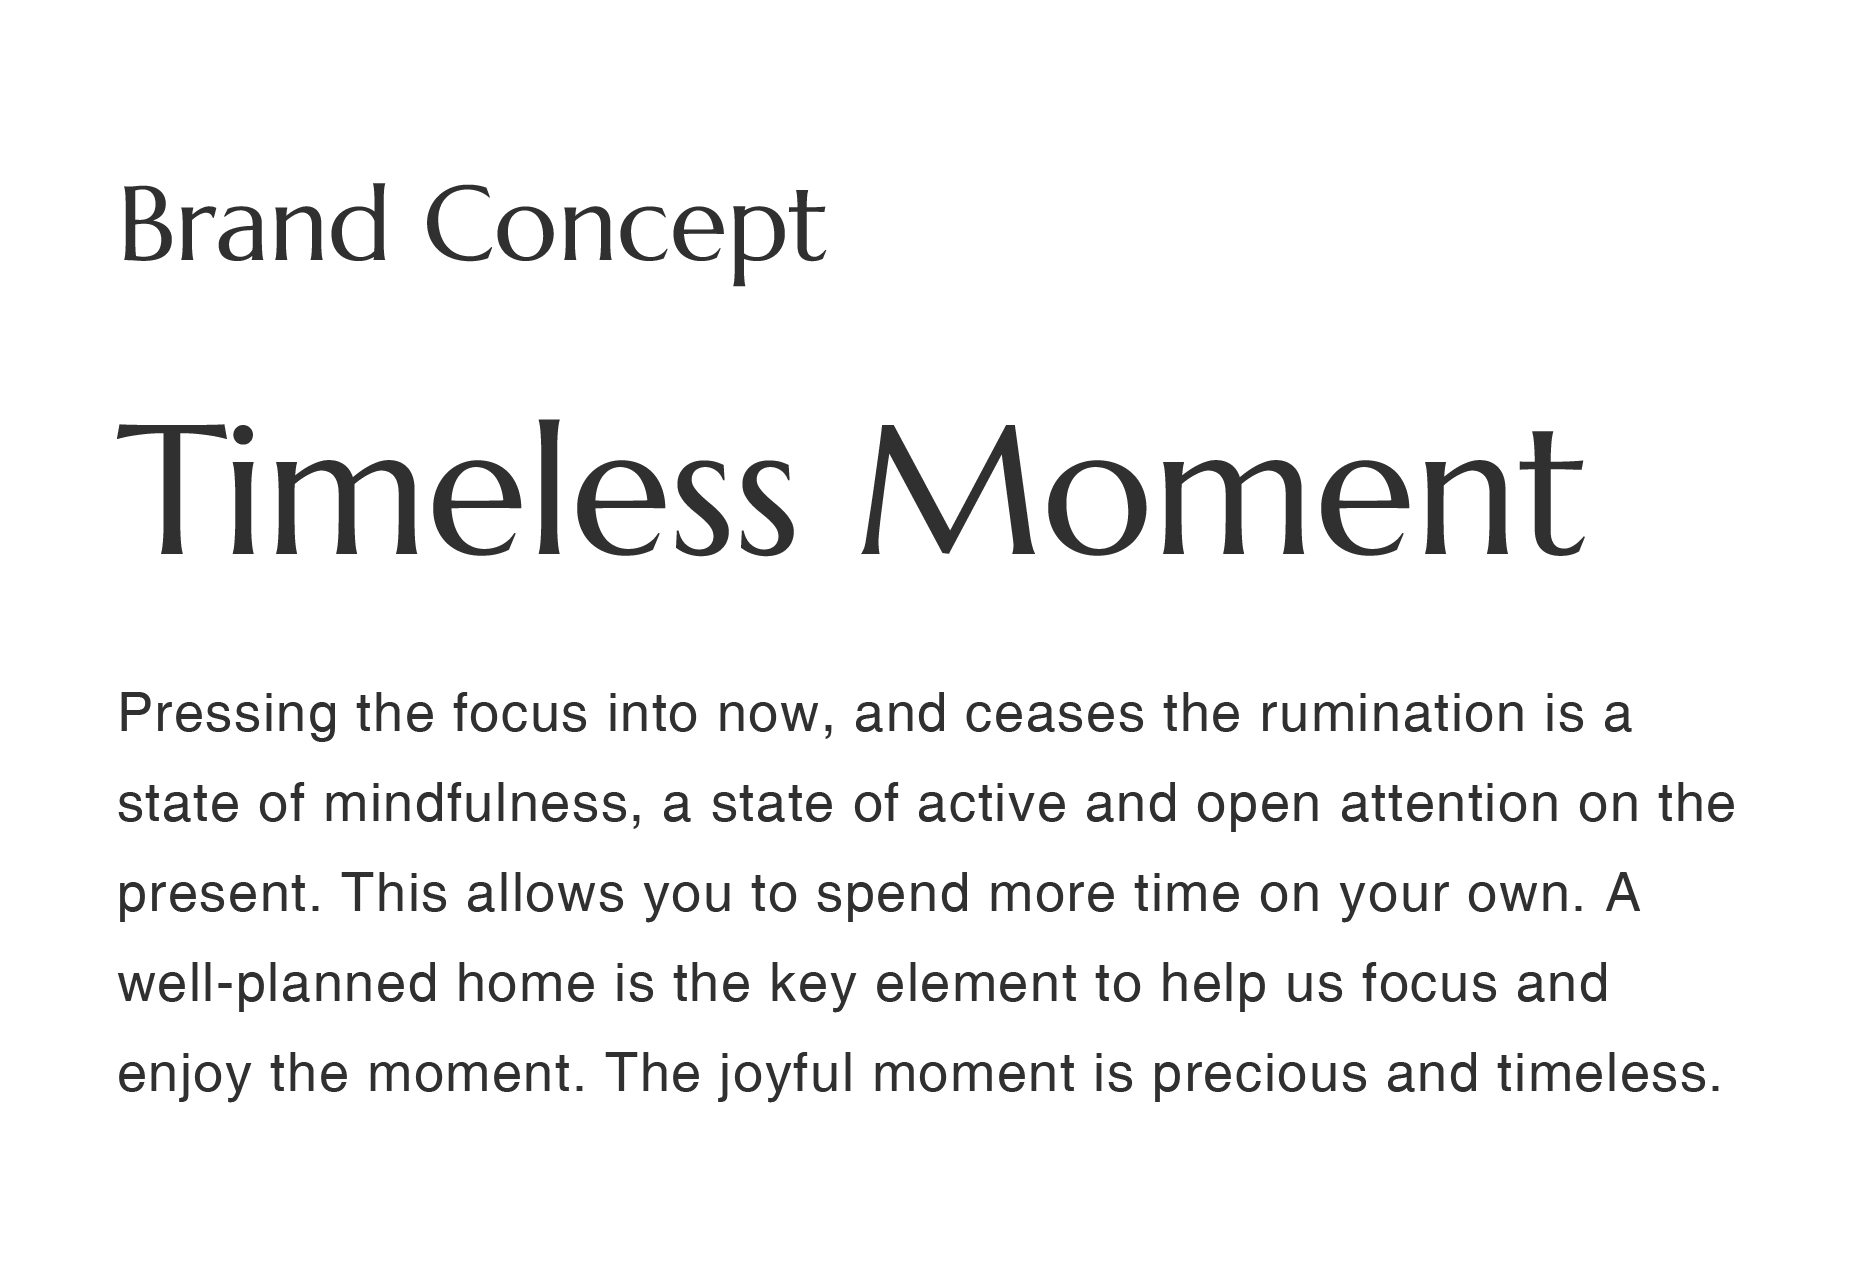 Brand Concept
Timeless Moment
Pressing the focus into now, and ceases the rumination is a
state of mindfulness, a state of active and open attention on the
present. This allows you to spend more time on your own. A
well-planned home is the key element to help us focus and
enjoy the moment. The joyful moment is precious and timeless.